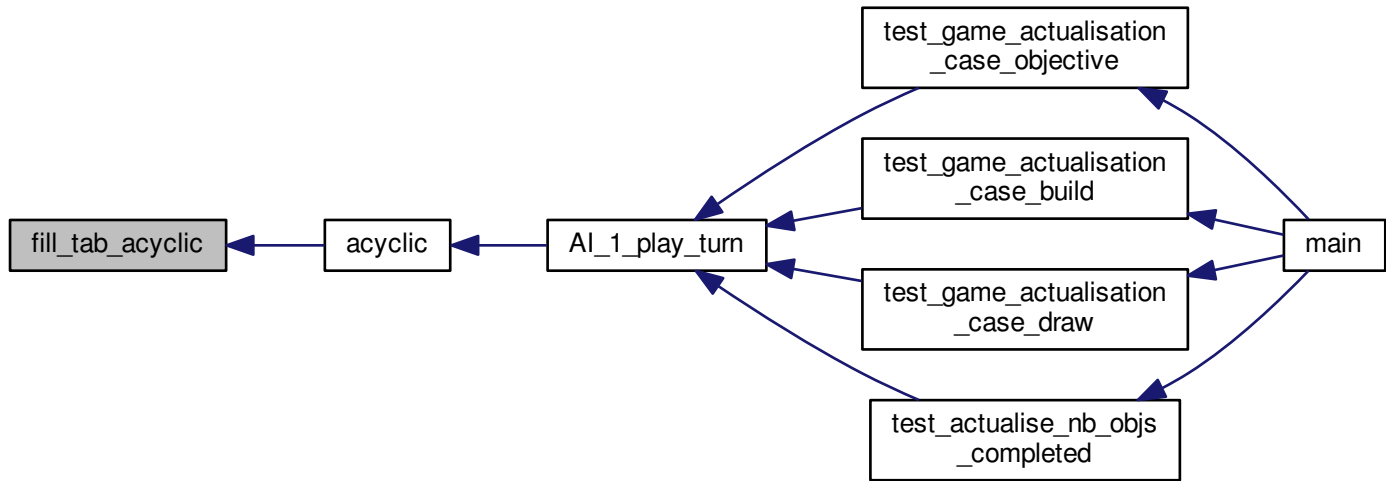 fill_tab_acyclic
acyclic
AI_1_play_turn
test_game_actualisation
_case_objective
test_game_actualisation
_case_build
test_game_actualisation
_case_draw
test_actualise_nb_objs
_completed
main